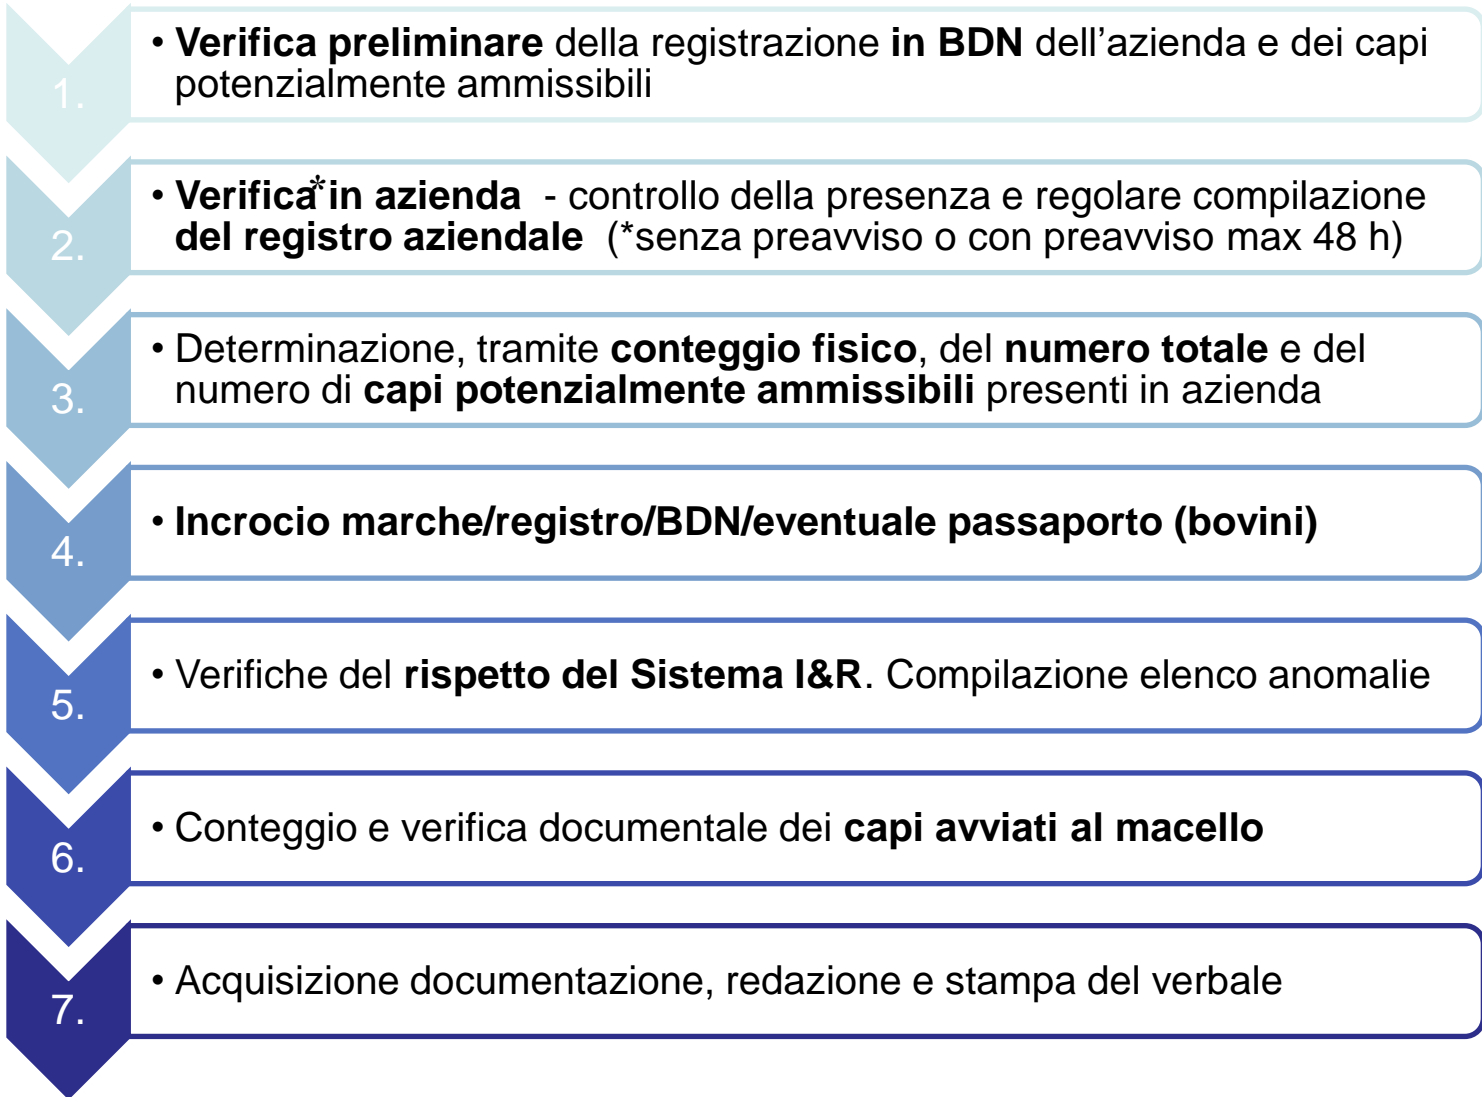 1.
• Verifica preliminare della registrazione in BDN dell’azienda e dei capi
potenzialmente ammissibili
2.
• Verifica* in azienda - controllo della presenza e regolare compilazione
del registro aziendale (*senza preavviso o con preavviso max 48 h)
3.
• Determinazione, tramite conteggio fisico, del numero totale e del
numero di capi potenzialmente ammissibili presenti in azienda
4.
• Incrocio marche/registro/BDN/eventuale passaporto (bovini)
5.
• Verifiche del rispetto del Sistema I&R. Compilazione elenco anomalie
6.
• Conteggio e verifica documentale dei capi avviati al macello
7.
• Acquisizione documentazione, redazione e stampa del verbale